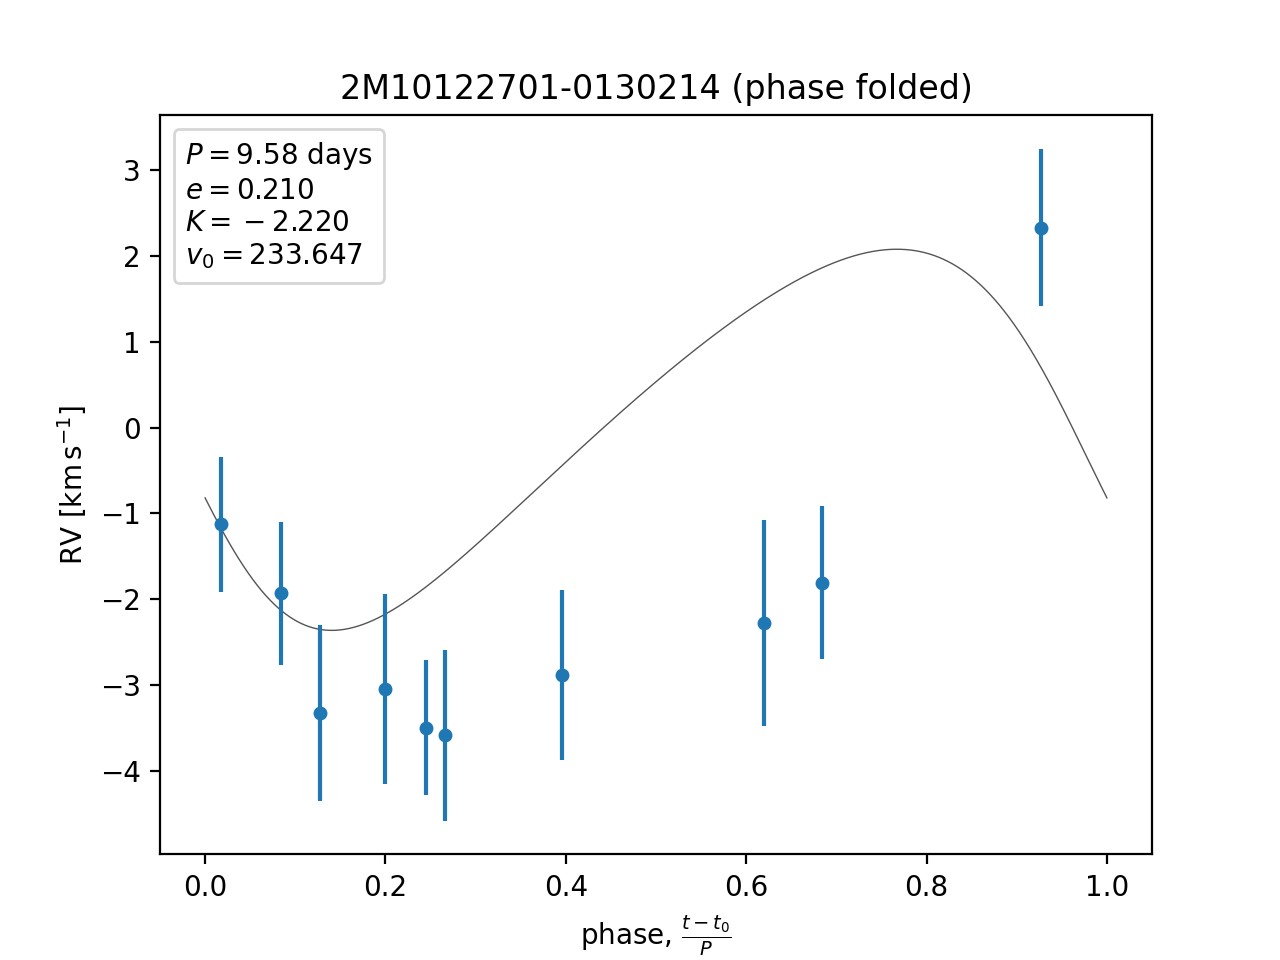 2M10122701-0130214 (phase folded)
P = 9.58 days
e = 0.210
K = −2.220
v₀ = 233.647
3
2
1
0
−1
−2
−3
−4
RV [km s⁻¹]
0.0 0.2 0.4 0.6 0.8 1.0
phase, (t − t₀)/P